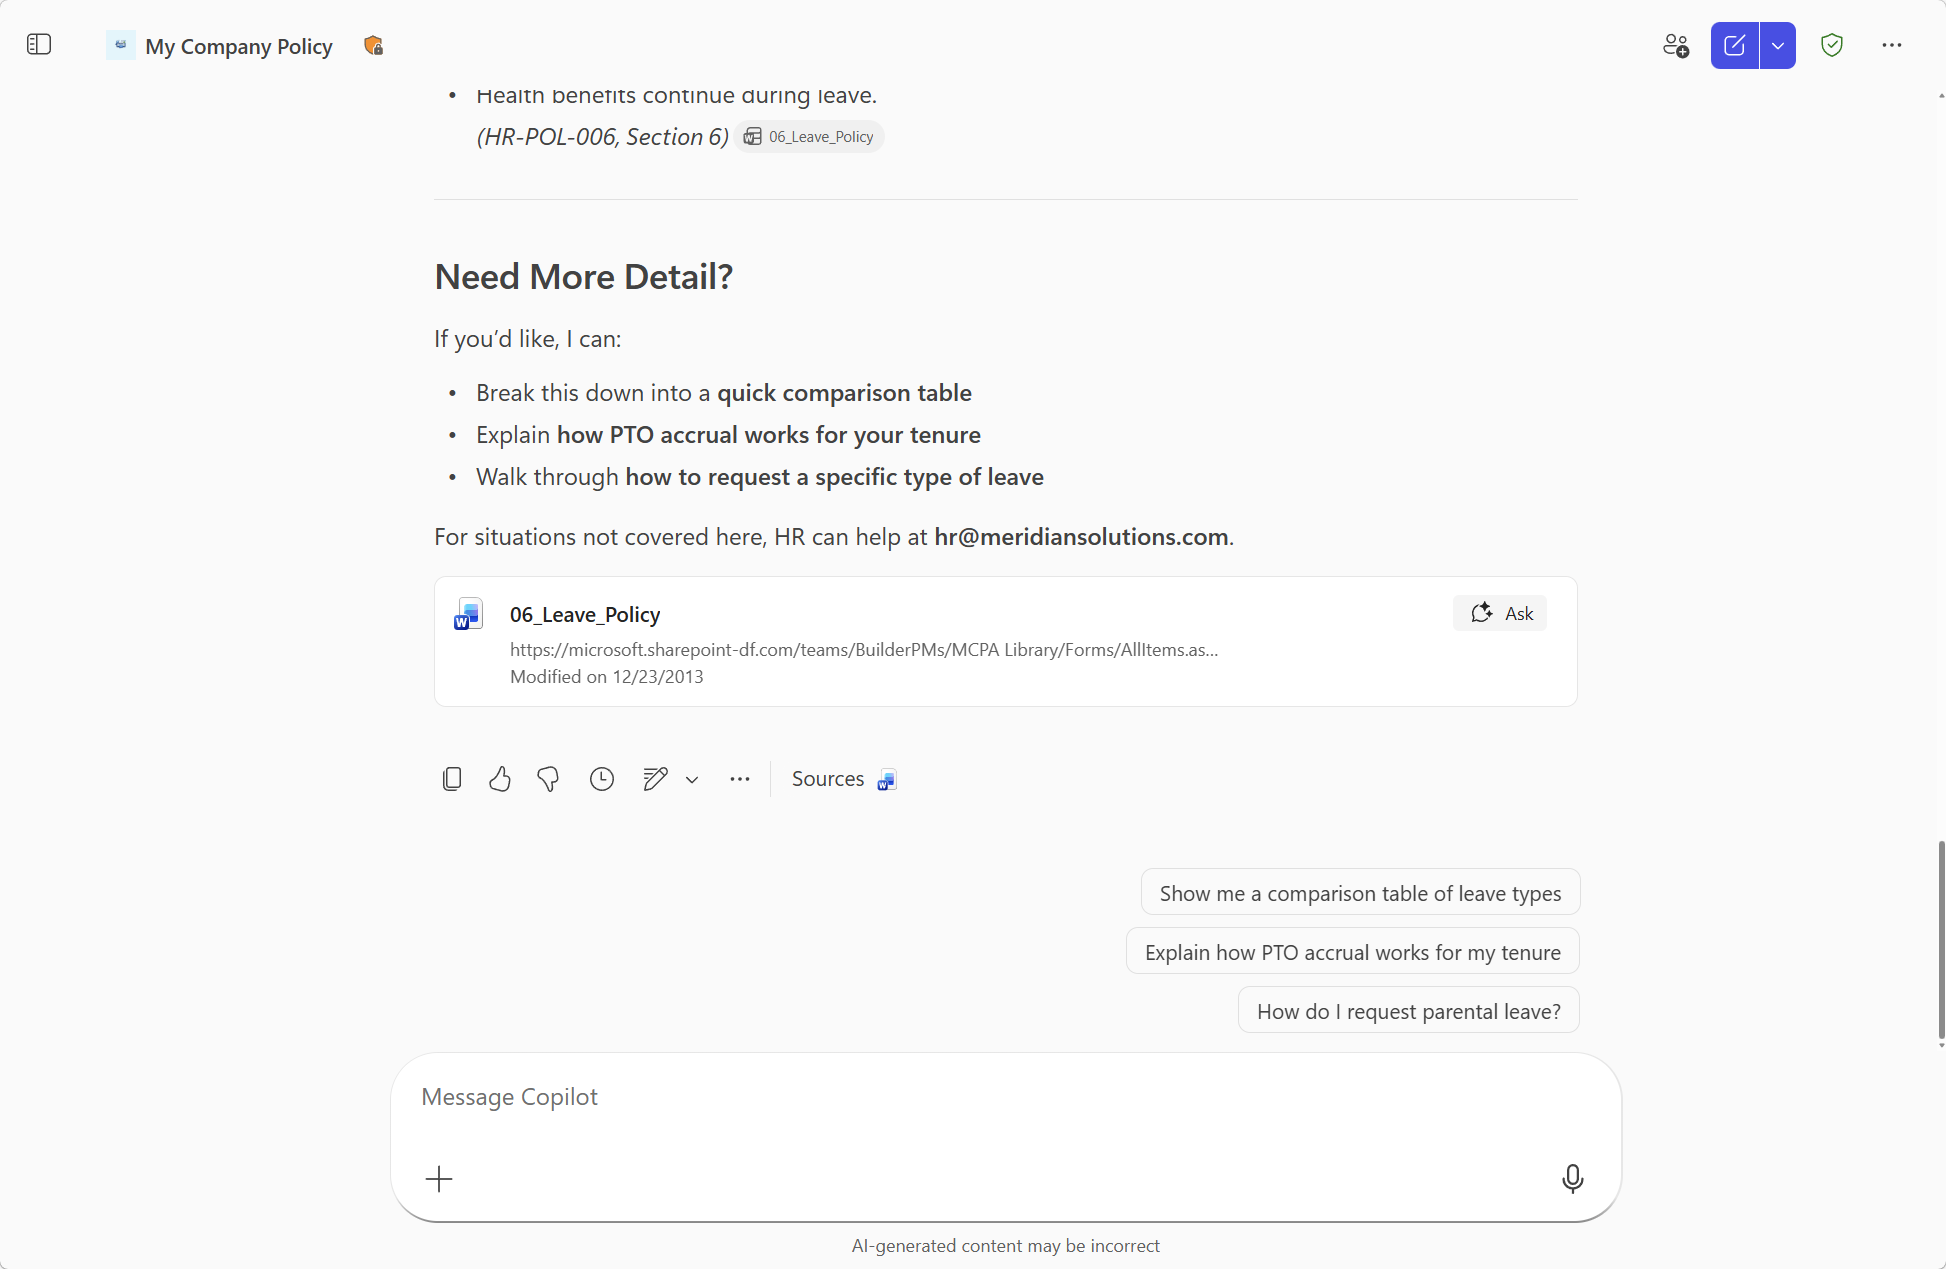 My Company Policy
• Health benefits continue during leave.
(HR-POL-006, Section 6) 06_Leave_Policy
Need More Detail?
If you’d like, I can:
• Break this down into a quick comparison table
• Explain how PTO accrual works for your tenure
• Walk through how to request a specific type of leave
For situations not covered here, HR can help at hr@meridiansolutions.com.
06_Leave_Policy
Ask
https://microsoft.sharepoint-df.com/teams/BuilderPMs/MCPA Library/Forms/AllItems.as...
Modified on 12/23/2013
Sources
Show me a comparison table of leave types
Explain how PTO accrual works for my tenure
How do I request parental leave?
Message Copilot
AI-generated content may be incorrect